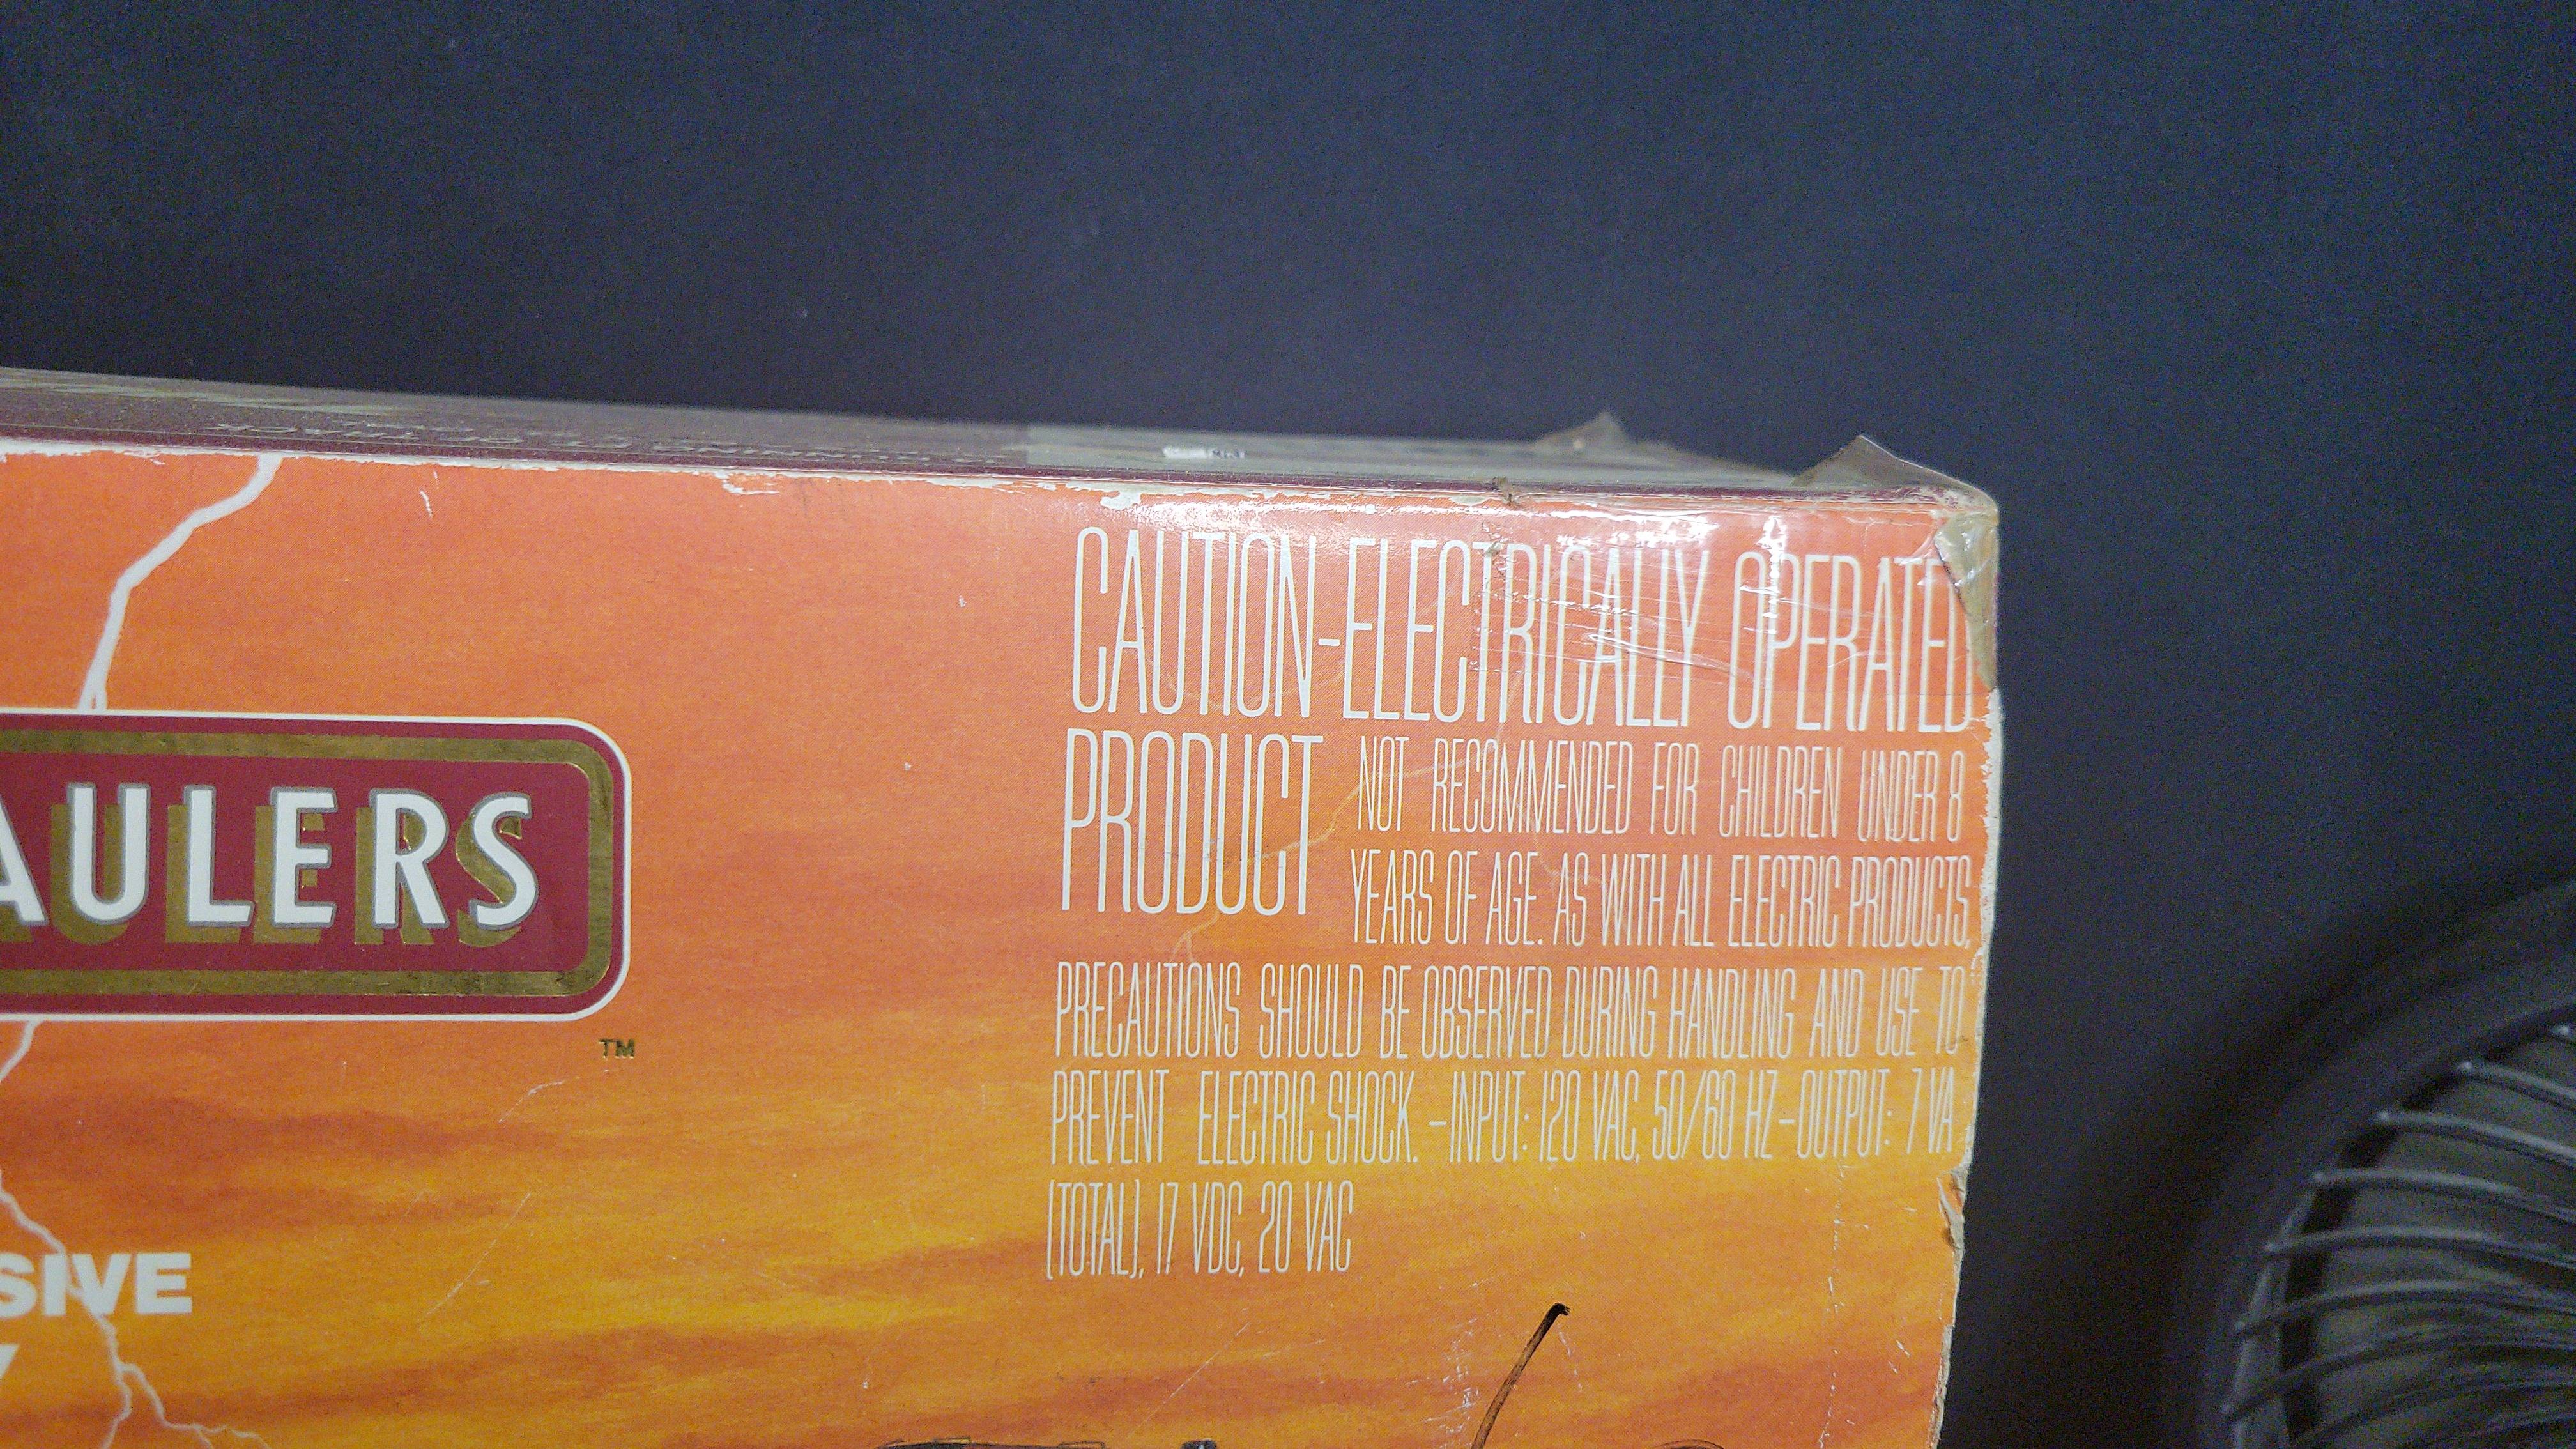 CAUTION-ELECTRICALLY OPERATED
PRODUCT NOT RECOMMENDED FOR CHILDREN UNDER 8
YEARS OF AGE. AS WITH ALL ELECTRIC PRODUCTS,
PRECAUTIONS SHOULD BE OBSERVED DURING HANDLING AND USE TO
PREVENT ELECTRIC SHOCK. -INPUT: 120 VAC, 50/60 HZ-OUTPUT: 7 VA
(TOTAL), 17 VDC, 20 VAC
AULERS
TM
SIVE